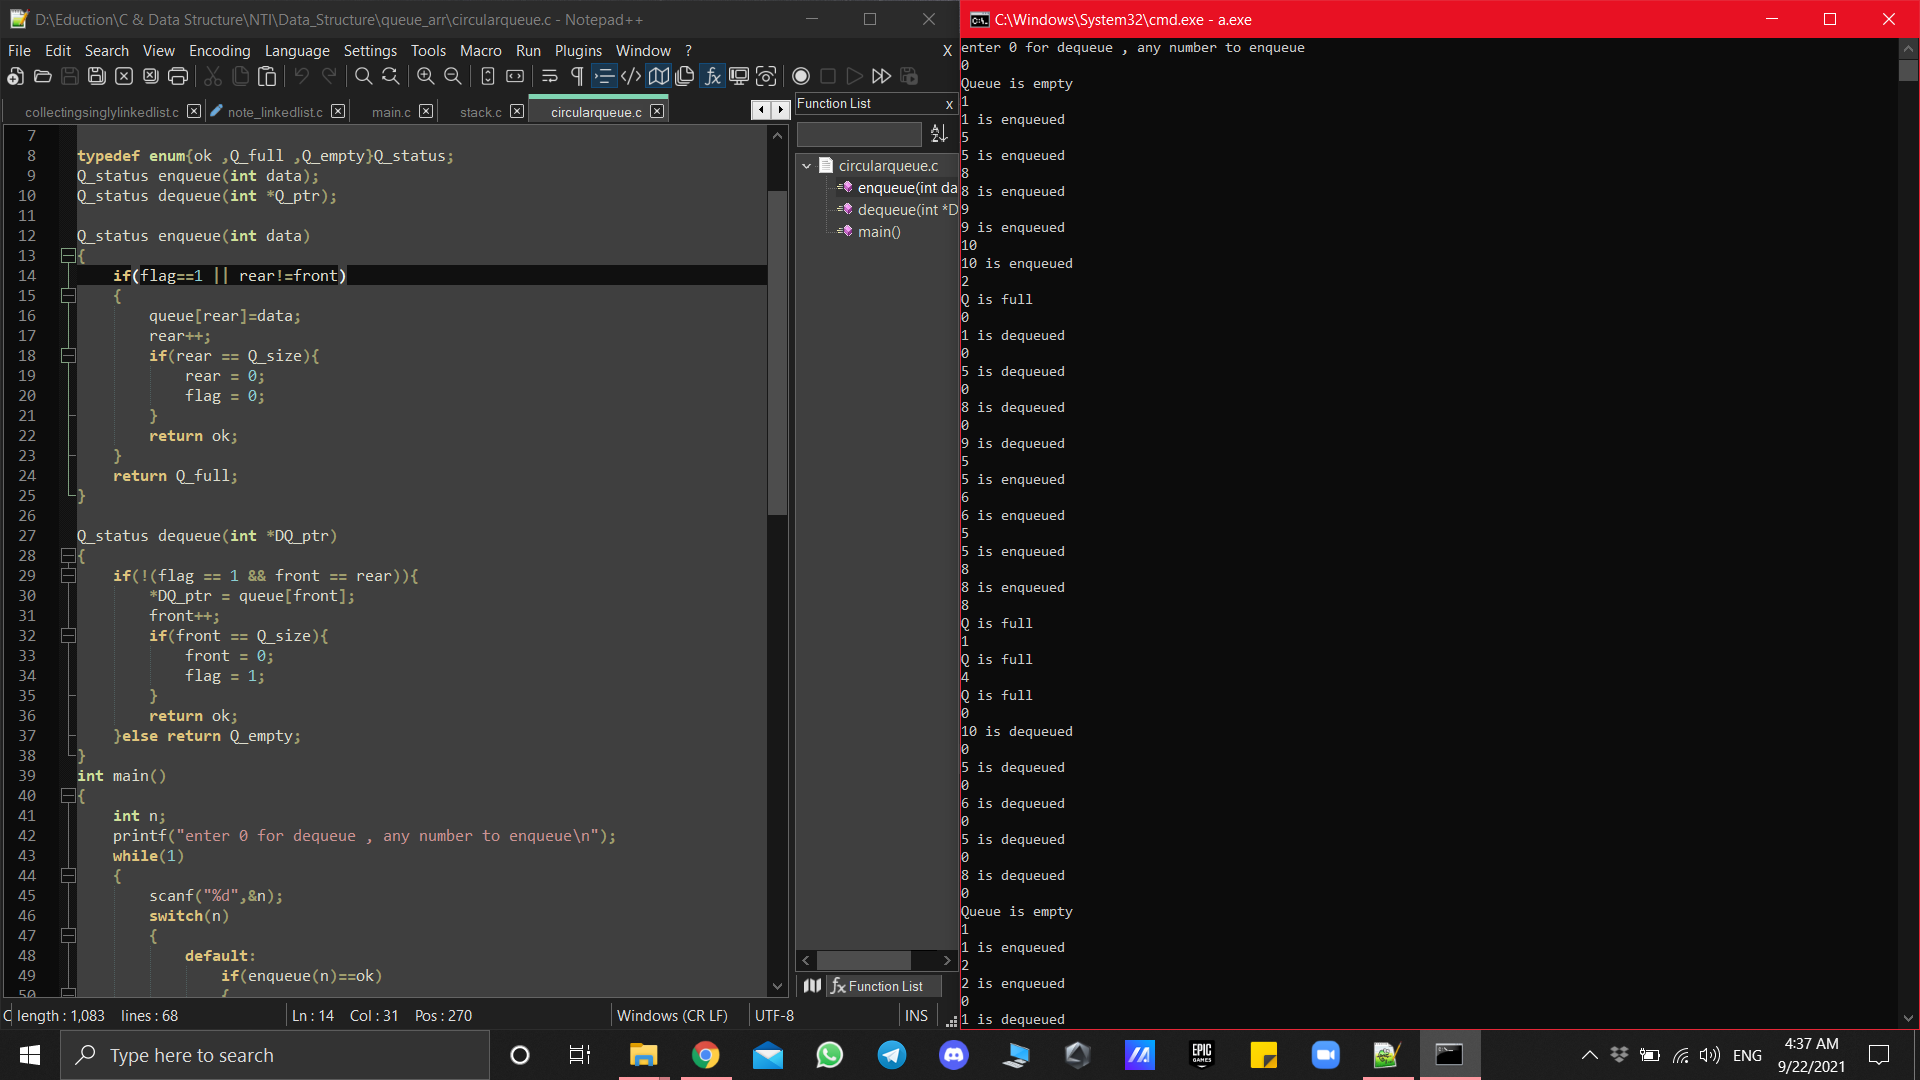 D:\Eduction\C & Data Structure\NTI\Data_Structure\queue_arr\circularqueue.c - Notepad++
File Edit Search View Encoding Language Settings Tools Macro Run Plugins Window ? X
collectingsinglylinkedlist.c note_linkedlist.c main.c stack.c circularqueue.c
7
8 typedef enum{ok ,Q_full ,Q_empty}Q_status;
9 Q_status enqueue(int data);
10 Q_status dequeue(int *Q_ptr);
11
12 Q_status enqueue(int data)
13 {
14 if(flag==1 || rear!=front)
15 {
16 queue[rear]=data;
17 rear++;
18 if(rear == Q_size){
19 rear = 0;
20 flag = 0;
21 }
22 return ok;
23 }
24 return Q_full;
25 }
26
27 Q_status dequeue(int *DQ_ptr)
28 {
29 if(!(flag == 1 && front == rear)){
30 *DQ_ptr = queue[front];
31 front++;
32 if(front == Q_size){
33 front = 0;
34 flag = 1;
35 }
36 return ok;
37 }else return Q_empty;
38 }
39 int main()
40 {
41 int n;
42 printf("enter 0 for dequeue , any number to enqueue\n");
43 while(1)
44 {
45 scanf("%d",&n);
46 switch(n)
47 {
48 default:
49 if(enqueue(n)==ok)
50 {
Function List x
circularqueue.c
enqueue(int da
dequeue(int *D
main()
Function List
C length : 1,083 lines : 68 Ln : 14 Col : 31 Pos : 270 Windows (CR LF) UTF-8 INS
C:\Windows\System32\cmd.exe - a.exe
enter 0 for dequeue , any number to enqueue
0
Queue is empty
1
1 is enqueued
5
5 is enqueued
8
8 is enqueued
9
9 is enqueued
10
10 is enqueued
2
Q is full
0
1 is dequeued
0
5 is dequeued
0
8 is dequeued
0
9 is dequeued
5
5 is enqueued
6
6 is enqueued
5
5 is enqueued
8
8 is enqueued
8
Q is full
1
Q is full
4
Q is full
0
10 is dequeued
0
5 is dequeued
0
6 is dequeued
0
5 is dequeued
0
8 is dequeued
0
Queue is empty
1
1 is enqueued
2
2 is enqueued
0
1 is dequeued
Type here to search
EPIC GAMES
ENG
4:37 AM
9/22/2021